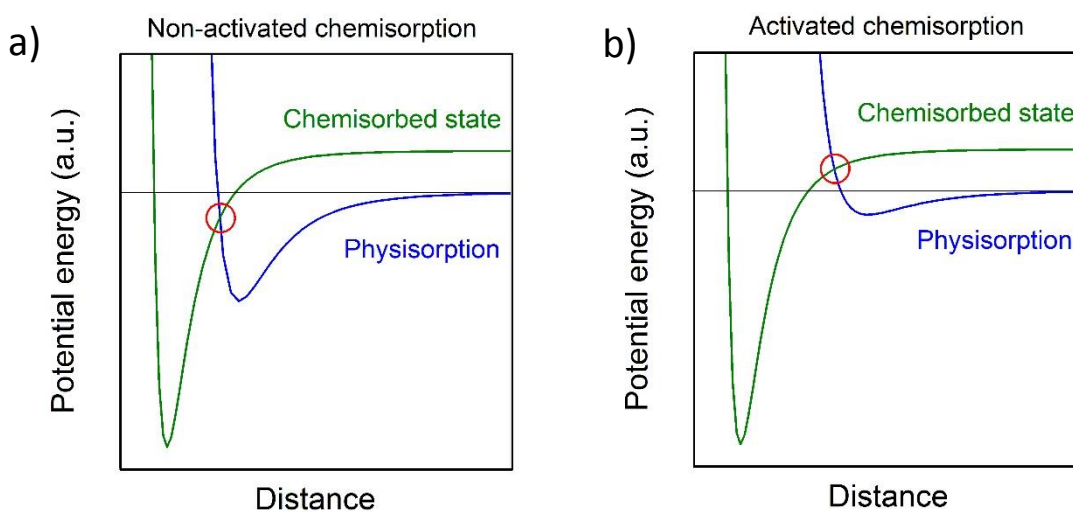 a)
Non-activated chemisorption
Chemisorbed state
Physisorption
Potential energy (a.u.)
Distance
b)
Activated chemisorption
Chemisorbed state
Physisorption
Potential energy (a.u.)
Distance